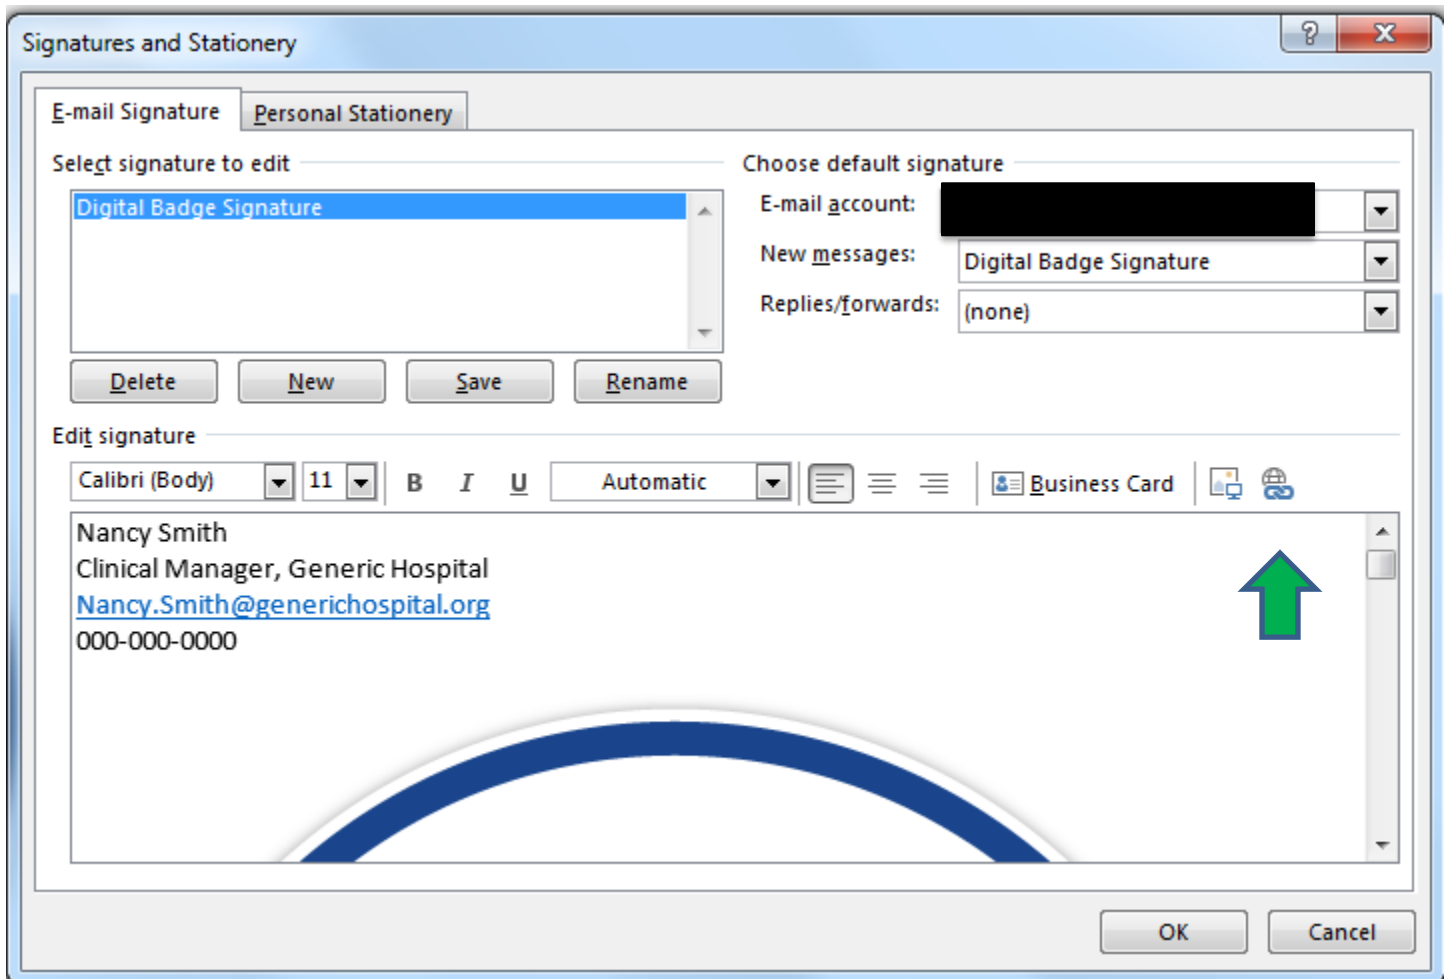 Signatures and Stationery
E-mail Signature
Personal Stationery
Select signature to edit
Digital Badge Signature
Delete
New
Save
Rename
Choose default signature
E-mail account:
New messages:
Digital Badge Signature
Replies/forwards:
(none)
Edit signature
Calibri (Body)
11
B
I
U
Automatic
Business Card
Nancy Smith
Clinical Manager, Generic Hospital
Nancy.Smith@generichospital.org
000-000-0000
OK
Cancel